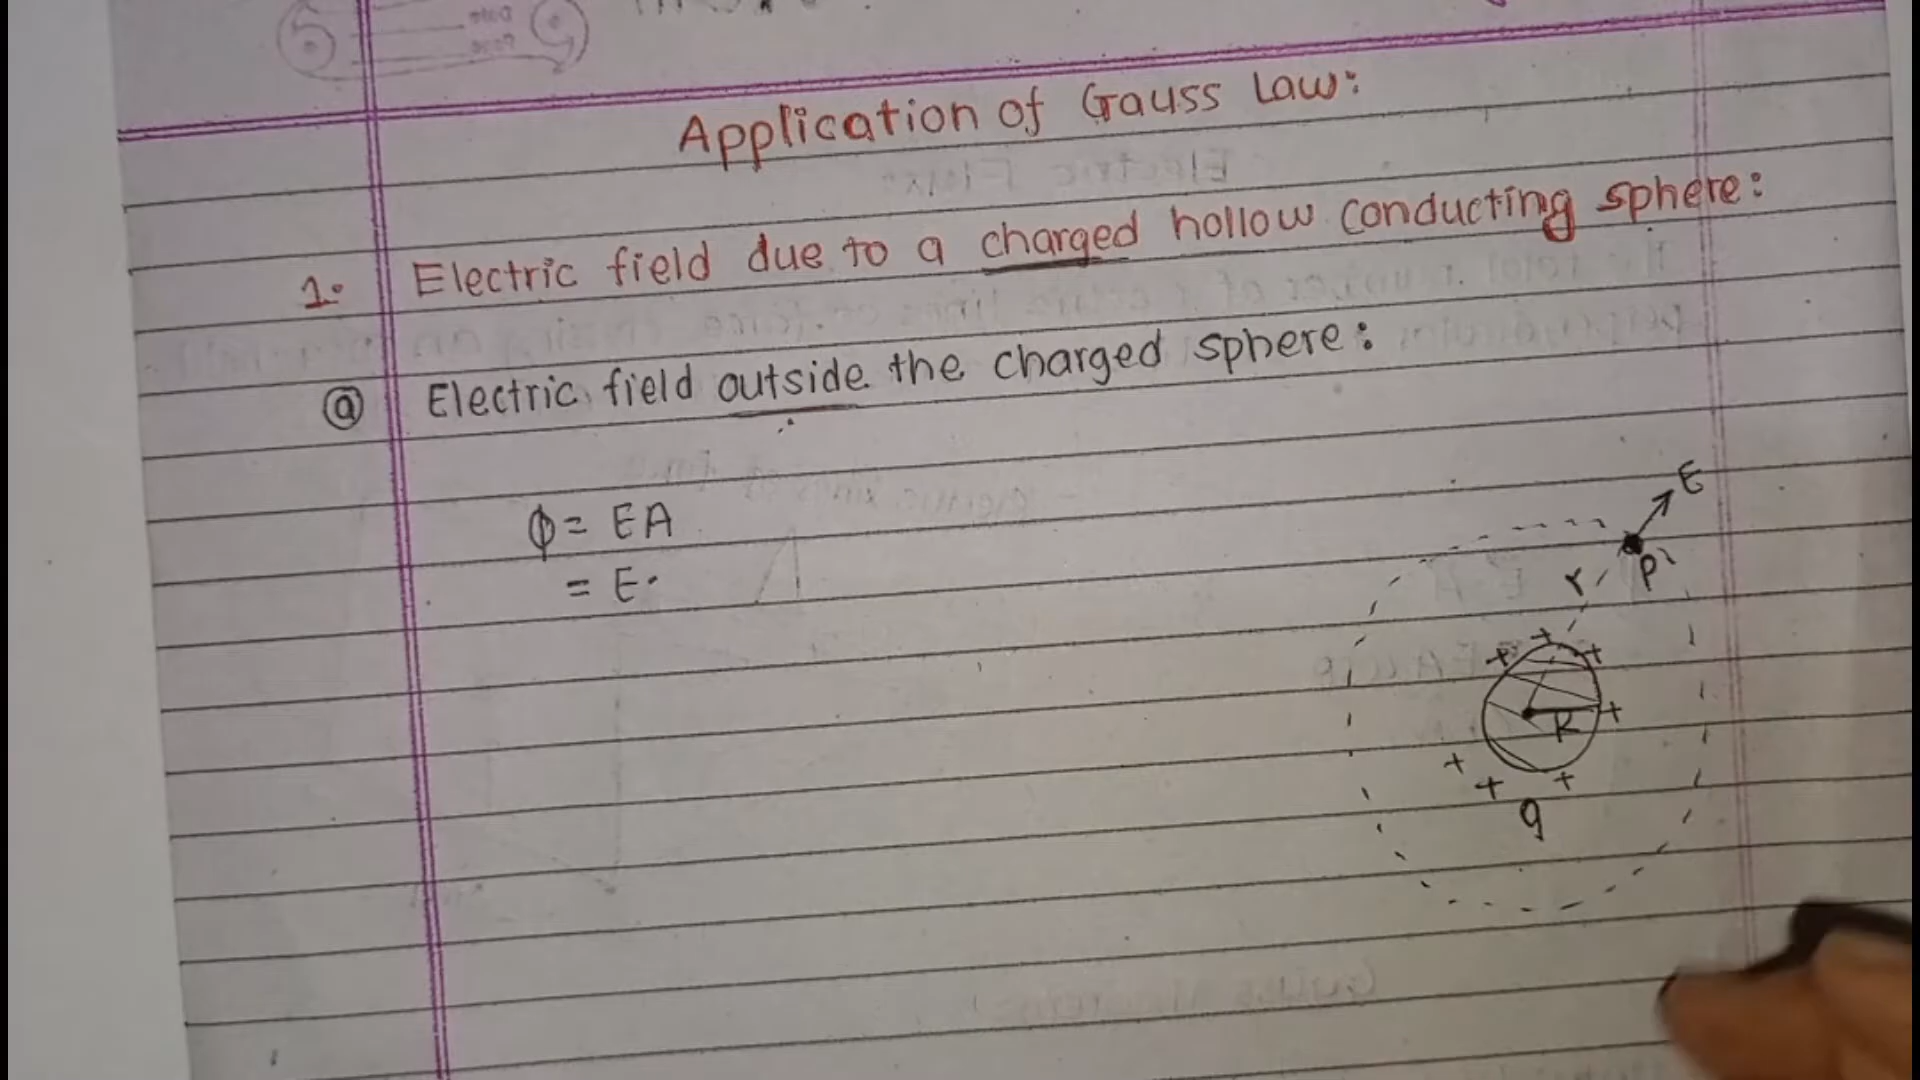 Application of Gauss Law:
1. Electric field due to a charged hollow conducting sphere:
ⓐ Electric field outside the charged sphere:
ϕ = EA
= E.
E
r
P
R
q